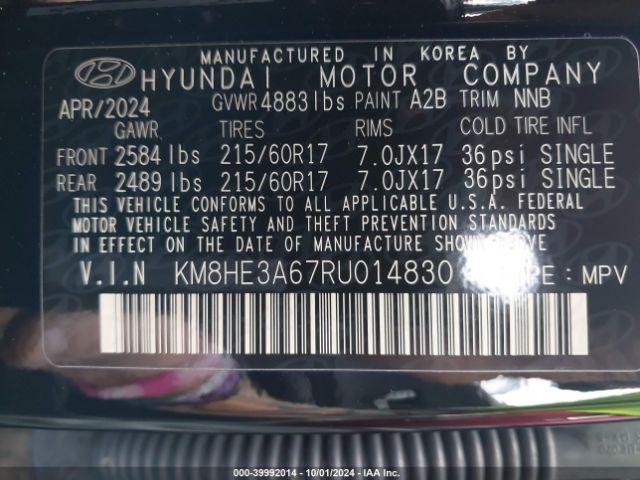 MANUFACTURED IN KOREA BY
HYUNDAI MOTOR COMPANY
APR/2024 GVWR 4883 lbs PAINT A2B TRIM NNB
GAWR TIRES RIMS COLD TIRE INFL
FRONT 2584 lbs 215/60R17 7.0JX17 36 psi SINGLE
REAR 2489 lbs 215/60R17 7.0JX17 36 psi SINGLE
THIS VEHICLE CONFORMS TO ALL APPLICABLE U.S.A. FEDERAL
MOTOR VEHICLE SAFETY AND THEFT PREVENTION STANDARDS
IN EFFECT ON THE DATE OF MANUFACTURE SHOWN ABOVE
V.I.N KM8HE3A67RU014830 : MPV
000-39992014 - 10/01/2024 - IAA Inc.